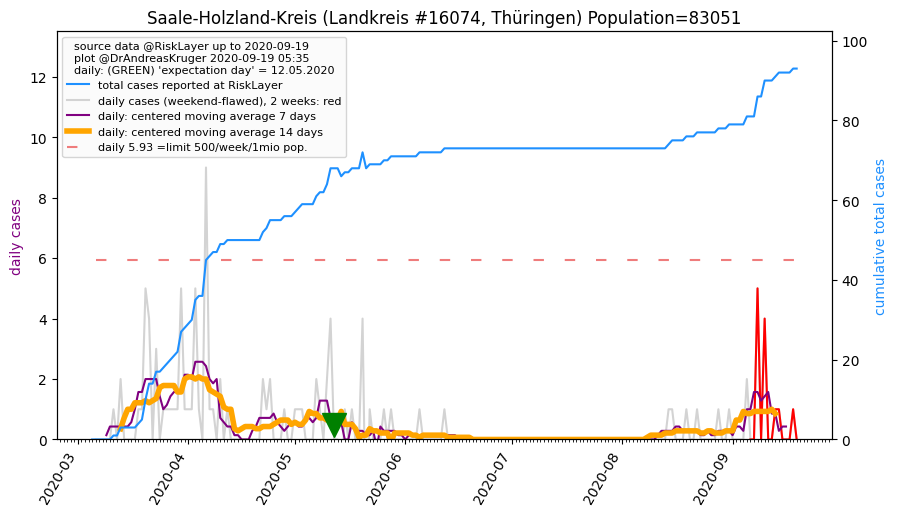 Saale-Holzland-Kreis (Landkreis #16074, Thüringen) Population=83051
source data @RiskLayer up to 2020-09-19
plot @DrAndreasKruger 2020-09-19 05:35
daily: (GREEN) 'expectation day' = 12.05.2020
total cases reported at RiskLayer
daily cases (weekend-flawed), 2 weeks: red
daily: centered moving average 7 days
daily: centered moving average 14 days
daily 5.93 =limit 500/week/1mio pop.
daily cases
0
2
4
6
8
10
12
cumulative total cases
0
20
40
60
80
100
2020-03
2020-04
2020-05
2020-06
2020-07
2020-08
2020-09